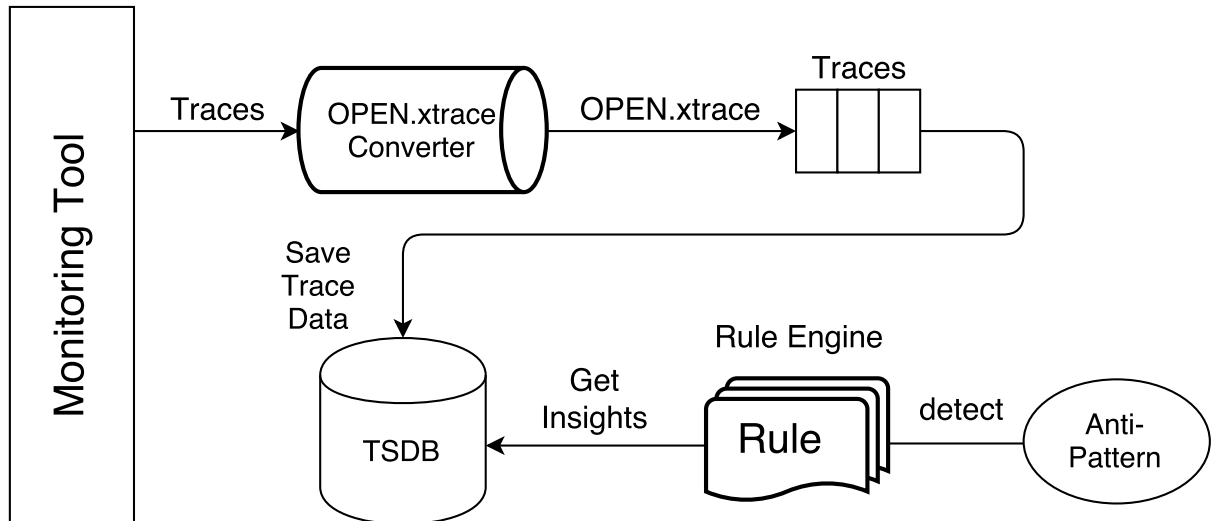 Monitoring Tool
Traces
OPEN.xtrace
Converter
OPEN.xtrace
Traces
Save
Trace
Data
TSDB
Get
Insights
Rule Engine
Rule
detect
Anti-
Pattern